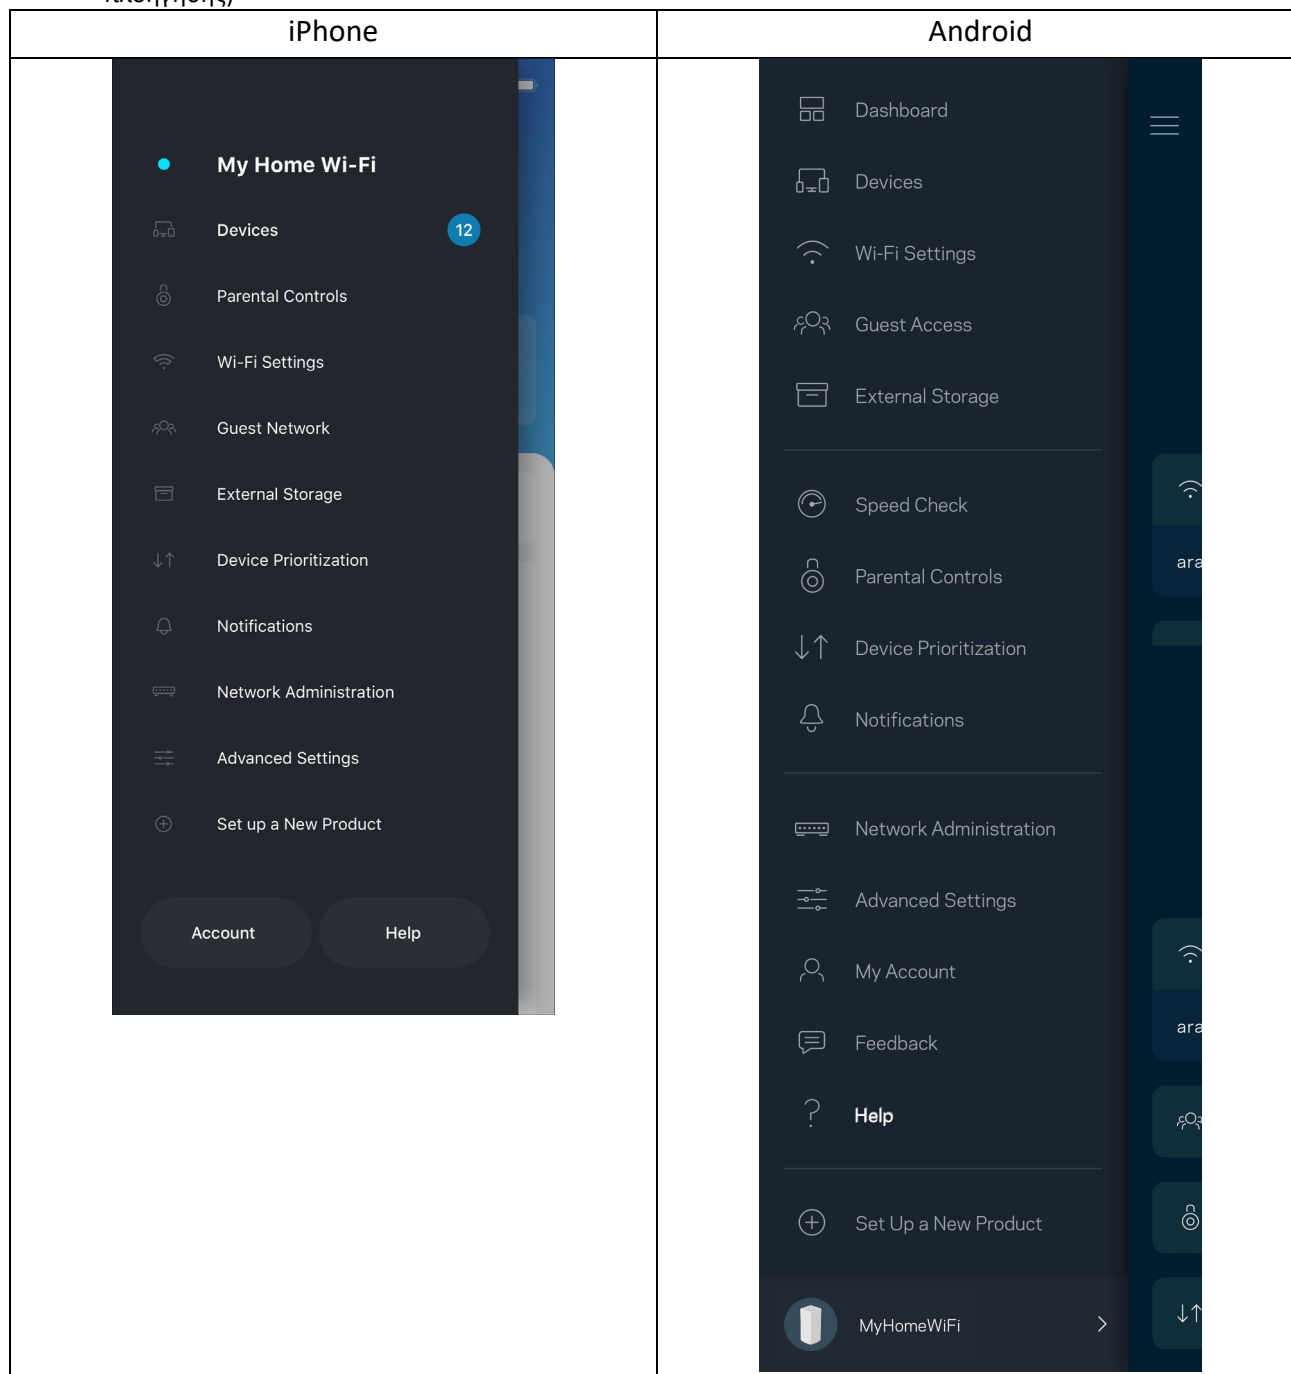 iPhone
Android
My Home Wi-Fi
Devices 12
Parental Controls
Wi-Fi Settings
Guest Network
External Storage
Device Prioritization
Notifications
Network Administration
Advanced Settings
Set up a New Product
Account Help
Dashboard
Devices
Wi-Fi Settings
Guest Access
External Storage
Speed Check
Parental Controls
Device Prioritization
Notifications
Network Administration
Advanced Settings
My Account
Feedback
Help
Set Up a New Product
MyHomeWiFi
ara
ara